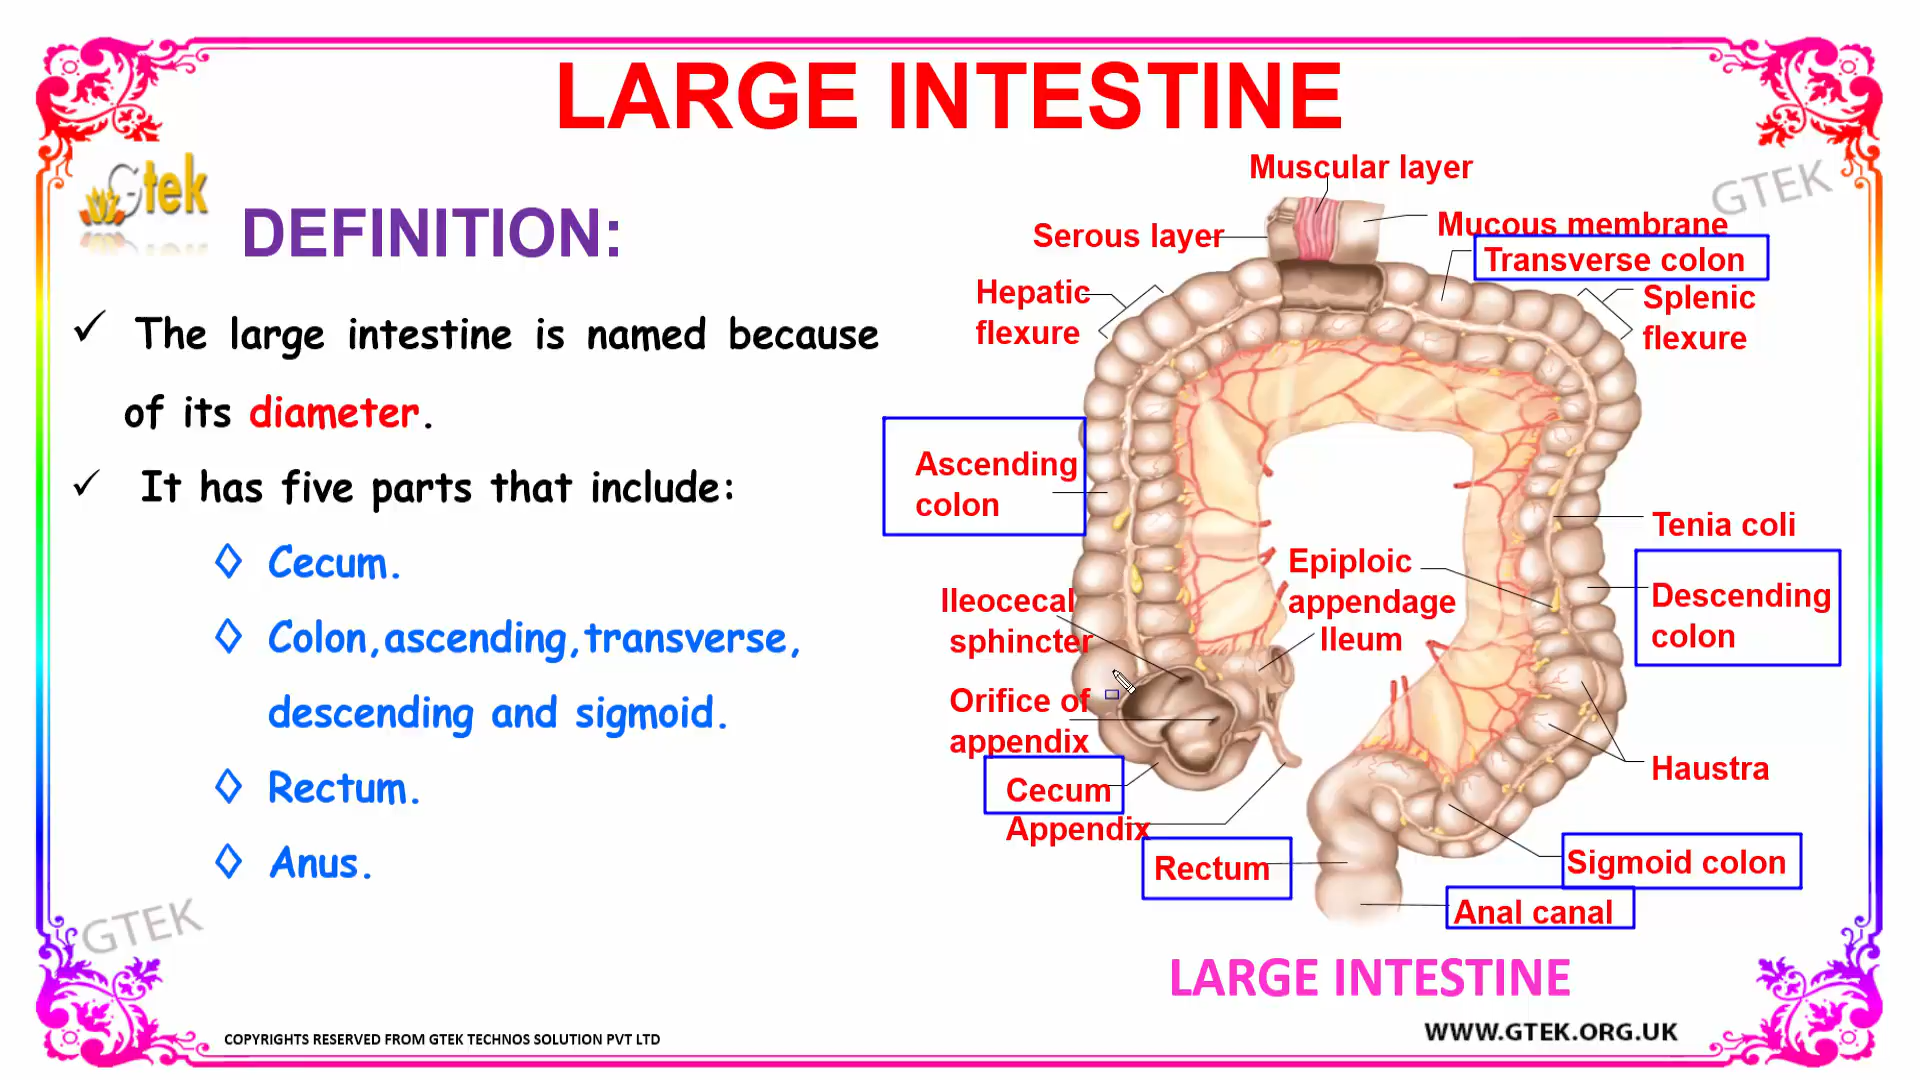 LARGE INTESTINE
Gtek
GTEK
DEFINITION:
✓ The large intestine is named because
of its diameter.
✓ It has five parts that include:
◊ Cecum.
◊ Colon,ascending,transverse,
descending and sigmoid.
◊ Rectum.
◊ Anus.
Muscular layer
Serous layer
Mucous membrane
Transverse colon
Hepatic
flexure
Splenic
flexure
Ascending
colon
Tenia coli
Epiploic
appendage
Descending
colon
Ileocecal
sphincter
Ileum
Orifice of
appendix
Haustra
Cecum
Appendix
Rectum
Sigmoid colon
Anal canal
GTEK
LARGE INTESTINE
COPYRIGHTS RESERVED FROM GTEK TECHNOS SOLUTION PVT LTD
WWW.GTEK.ORG.UK